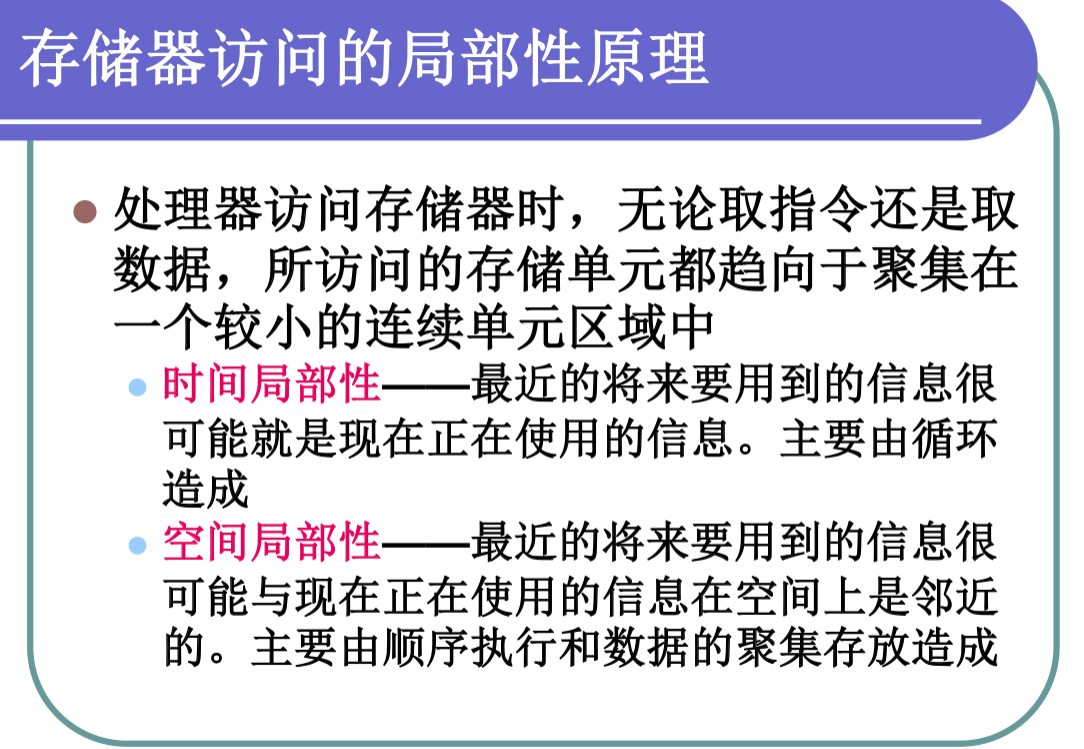 存储器访问的局部性原理
处理器访问存储器时，无论取指令还是取
数据，所访问的存储单元都趋向于聚集在
一个较小的连续单元区域中
时间局部性——最近的将来要用到的信息很
可能就是现在正在使用的信息。主要由循环
造成
空间局部性——最近的将来要用到的信息很
可能与现在正在使用的信息在空间上是邻近
的。主要由顺序执行和数据的聚集存放造成